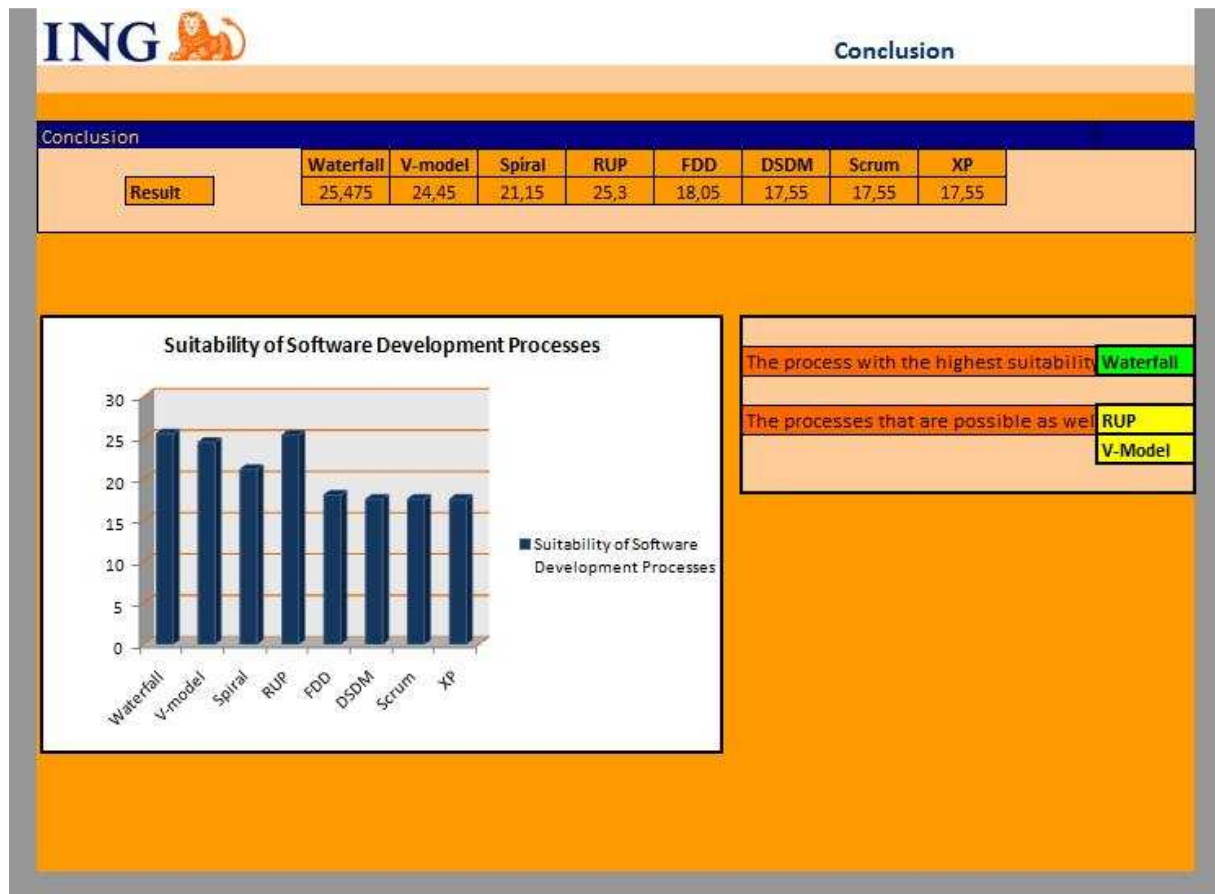 ING
Conclusion
Conclusion
Waterfall V-model Spiral RUP FDD DSDM Scrum XP
Result 25,475 24,45 21,15 25,3 18,05 17,55 17,55 17,55
Suitability of Software Development Processes
30
25
20
15
10
5
0
Waterfall V-model Spiral RUP FDD DSDM Scrum XP
Suitability of Software
Development Processes
The process with the highest suitability Waterfall
The processes that are possible as wel RUP
V-Model